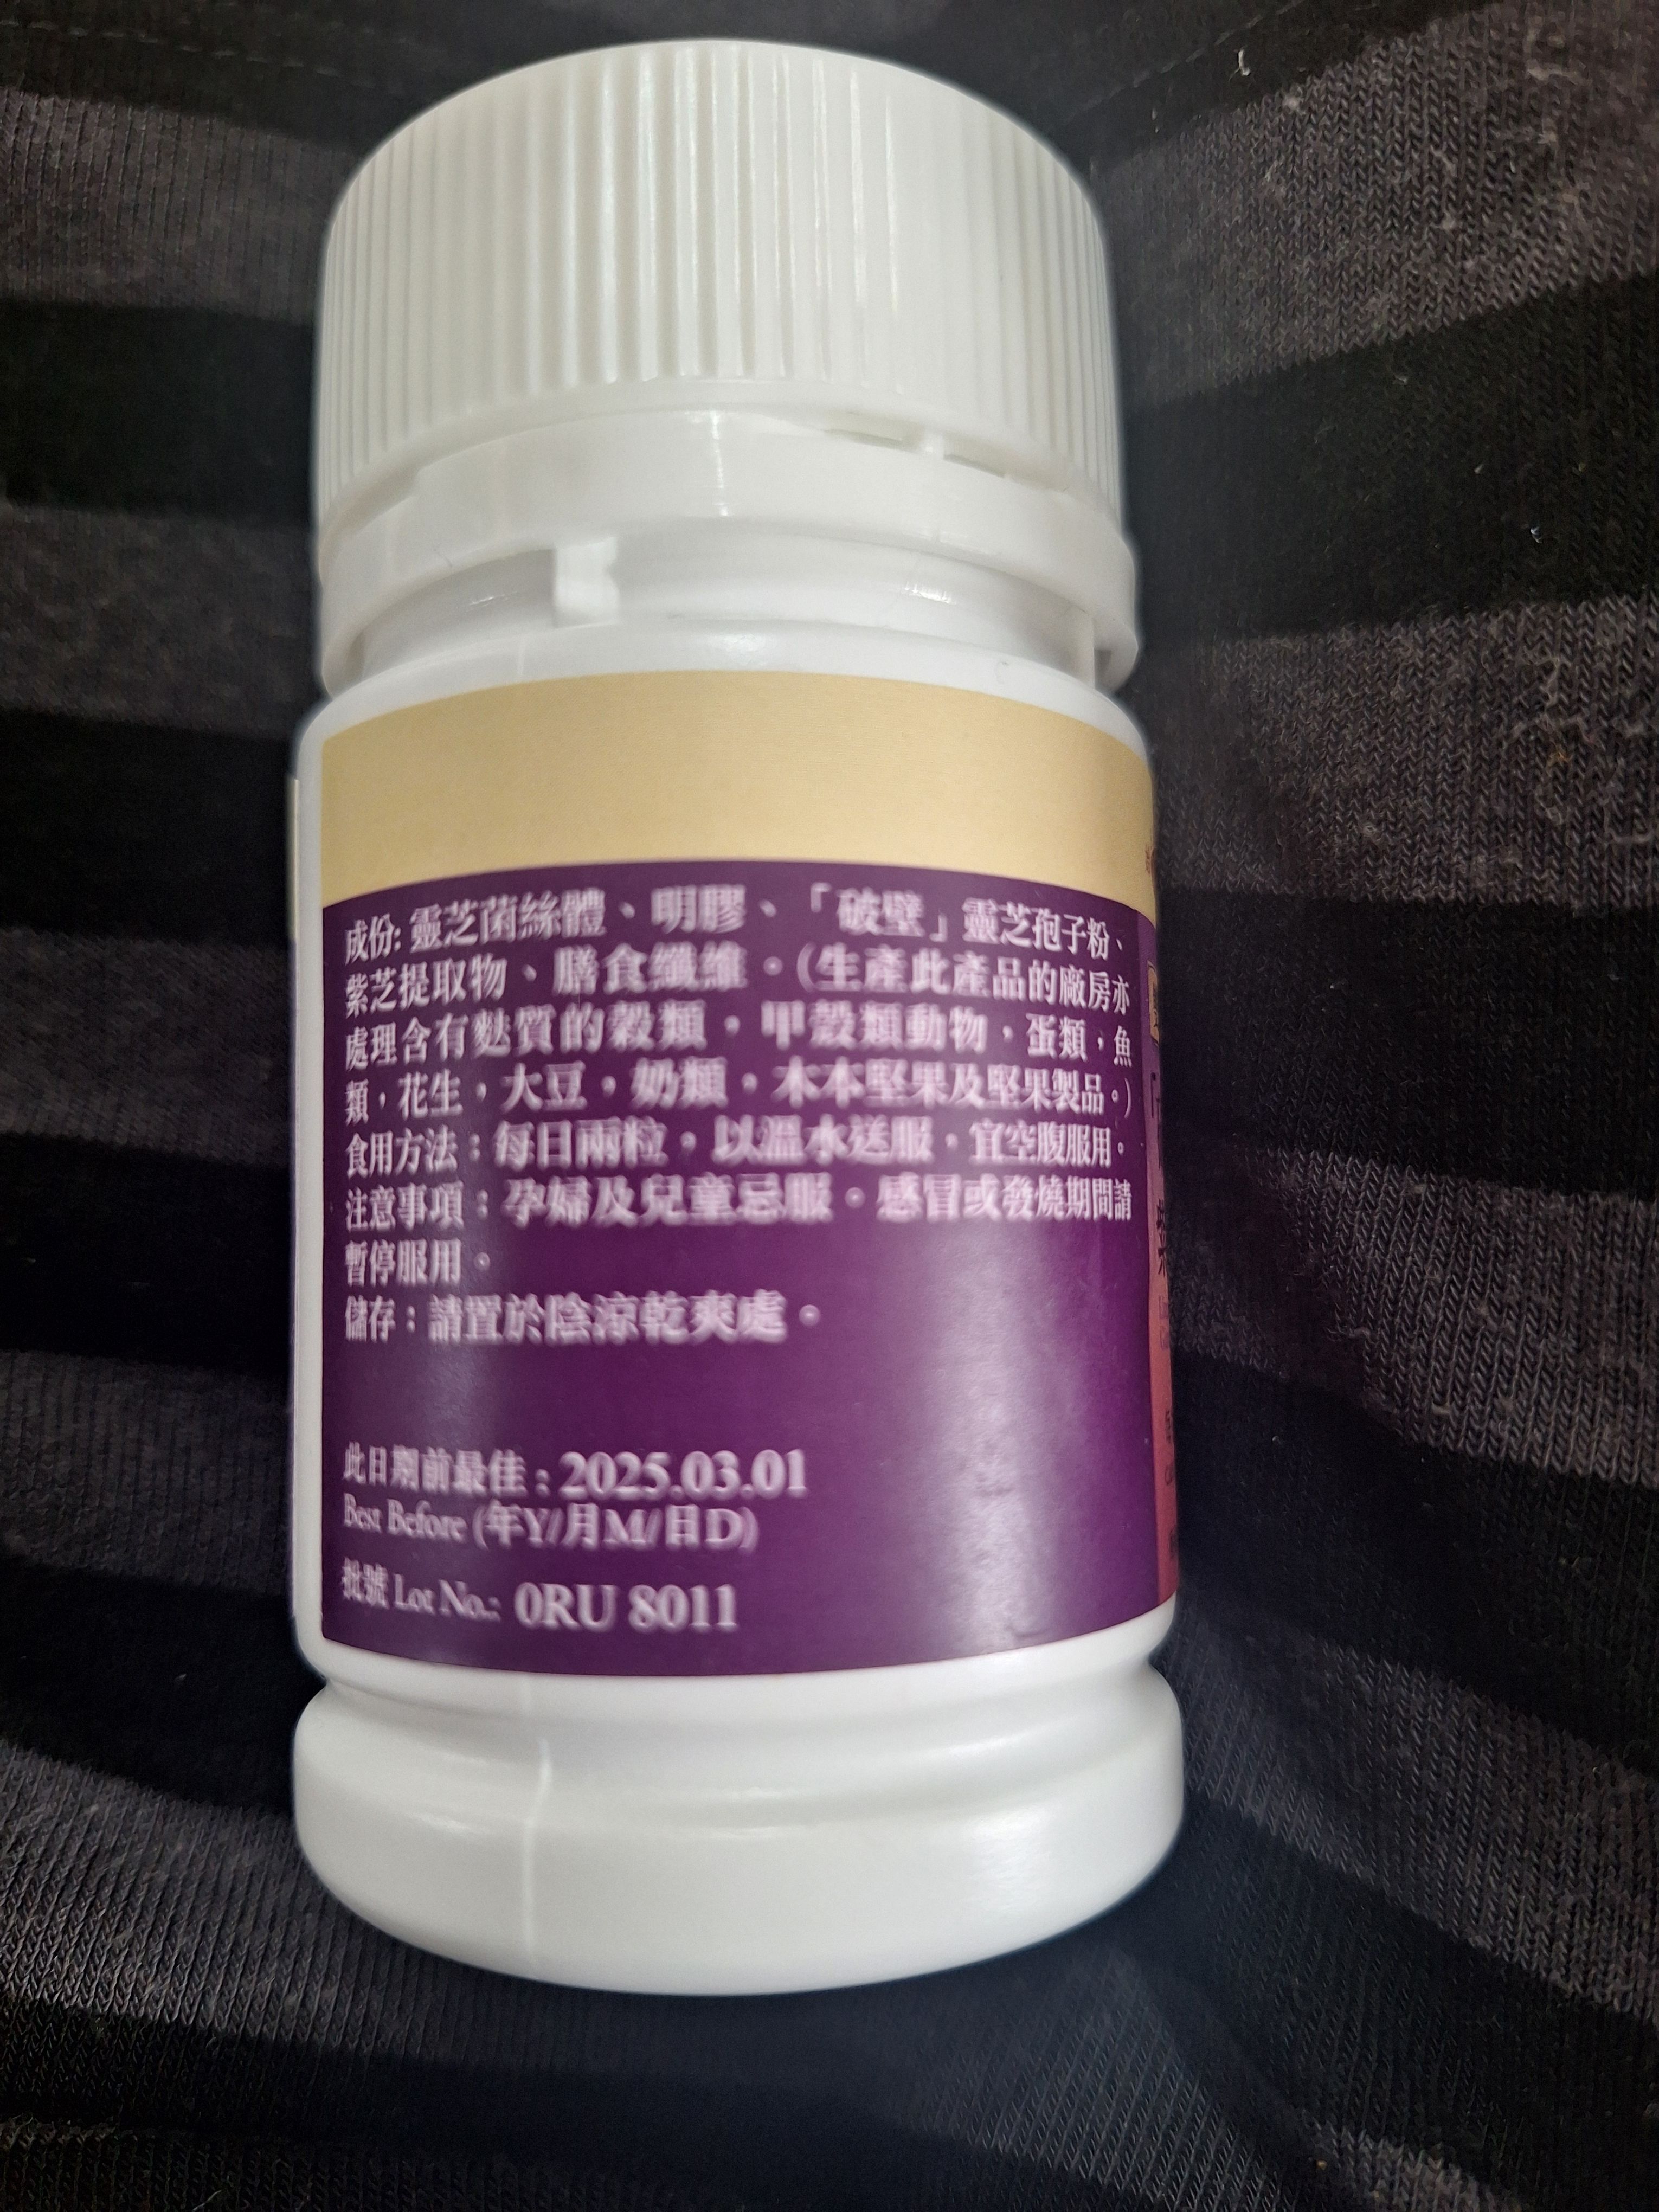 成份: 靈芝菌絲體、明膠、「破壁」靈芝孢子粉、
紫芝提取物、膳食纖維。(生產此產品的廠房亦
處理含有麩質的穀類，甲殼類動物，蛋類，魚
類，花生，大豆，奶類，木本堅果及堅果製品。)
食用方法：每日兩粒，以溫水送服，宜空腹服用。
注意事項：孕婦及兒童忌服。感冒或發燒期間請
暫停服用。
儲存：請置於陰涼乾爽處。
此日期前最佳：2025.03.01
Best Before (年Y/月M/日D)
批號 Lot No.: 0RU 8011